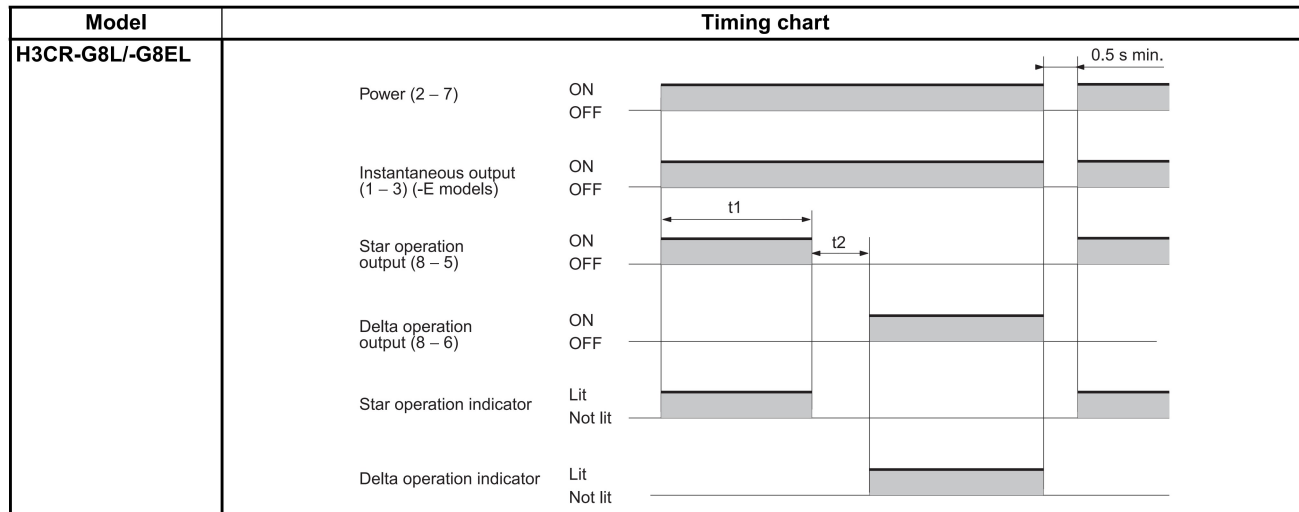 Model
Timing chart
H3CR-G8L/-G8EL
0.5 s min.
Power (2 – 7)
ON
OFF
Instantaneous output
(1 – 3) (-E models)
ON
OFF
t1
Star operation
output (8 – 5)
ON
OFF
t2
Delta operation
output (8 – 6)
ON
OFF
Star operation indicator
Lit
Not lit
Delta operation indicator
Lit
Not lit